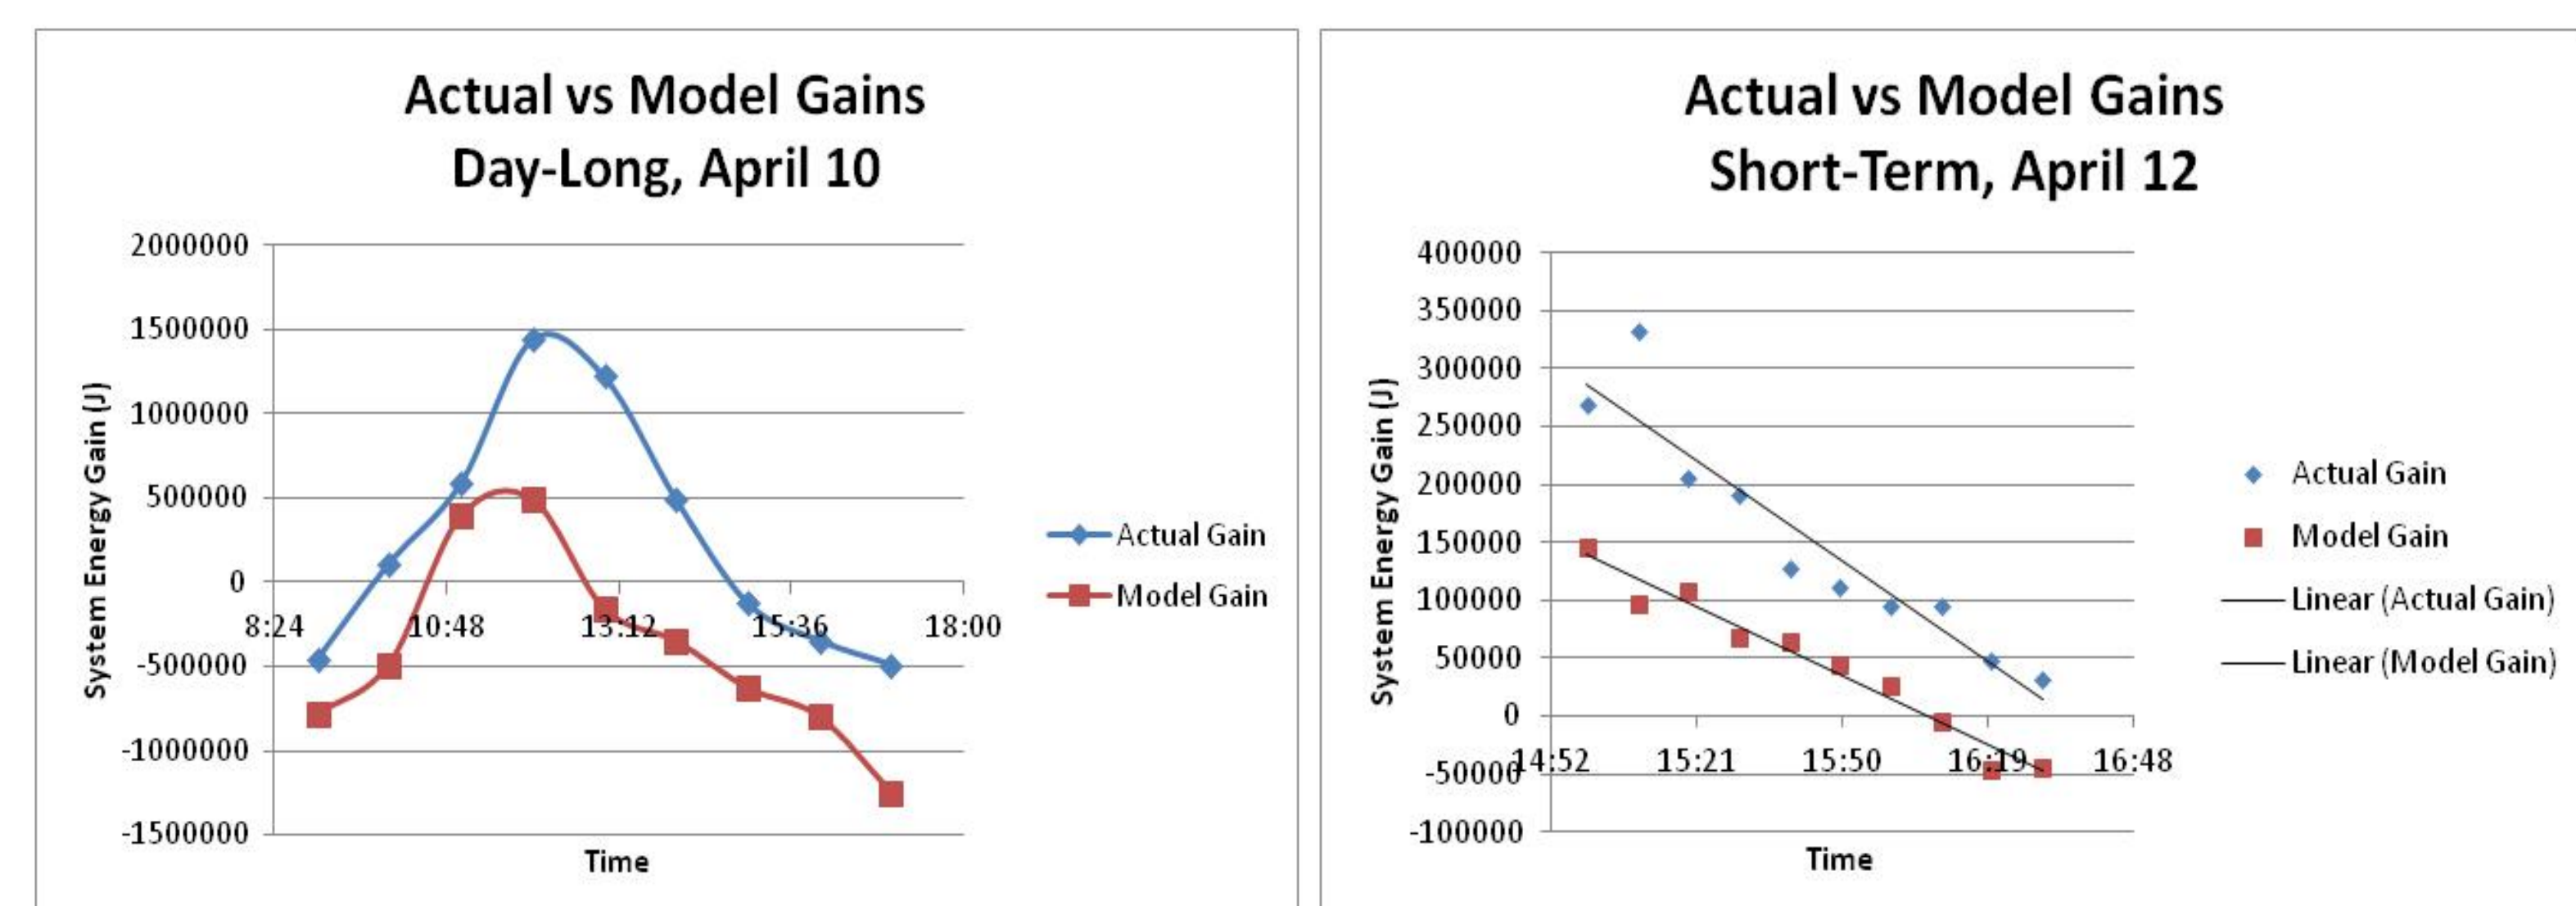 Actual vs Model Gains
Day-Long, April 10
System Energy Gain (J)
2000000
1500000
1000000
500000
0
-500000
-1000000
-1500000
8:24
10:48
13:12
15:36
18:00
Time
Actual Gain
Model Gain
Actual vs Model Gains
Short-Term, April 12
System Energy Gain (J)
400000
350000
300000
250000
200000
150000
100000
50000
0
-50000
-100000
14:52
15:21
15:50
16:19
16:48
Time
Actual Gain
Model Gain
Linear (Actual Gain)
Linear (Model Gain)